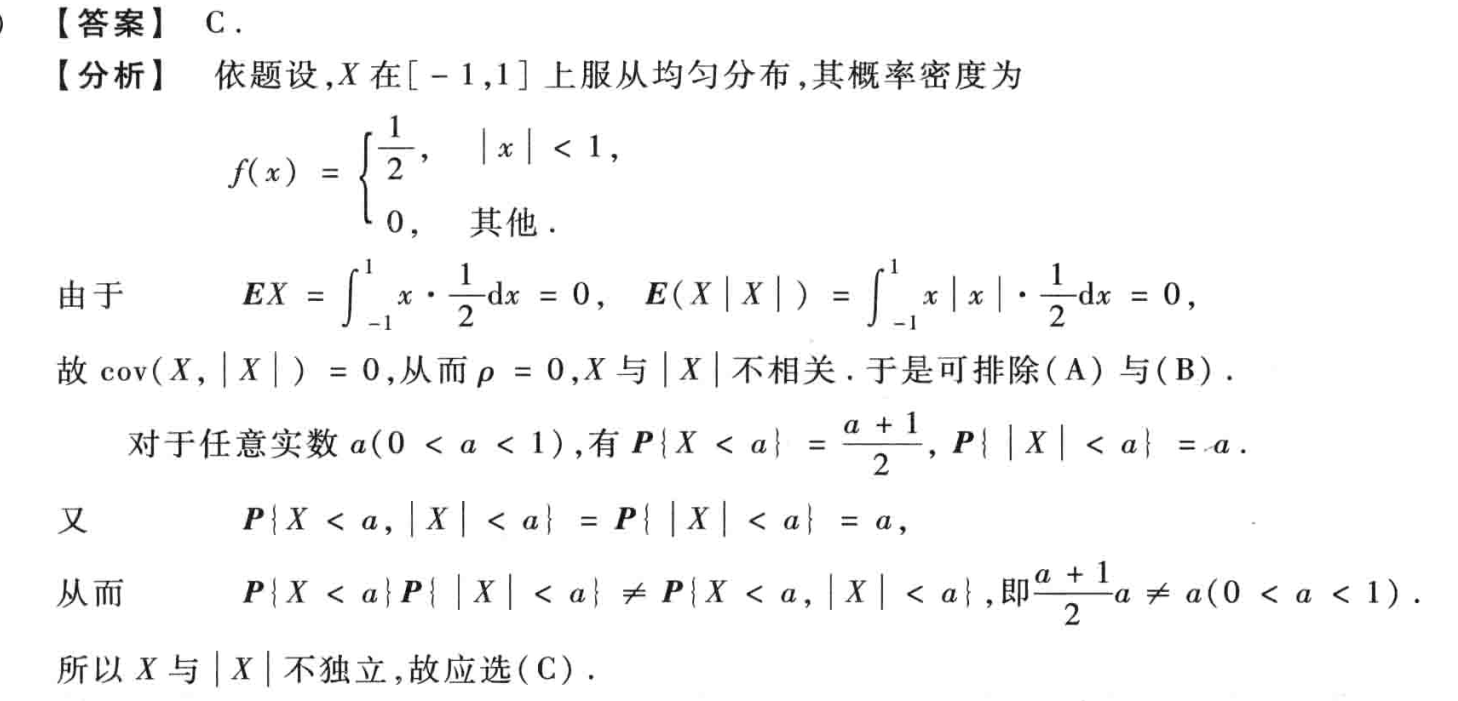 【答案】 C.
【分析】 依题设,X 在[-1,1]上服从均匀分布,其概率密度为
f(x) = { 1/2, |x| < 1,
0, 其他.
由于 EX = ∫_{-1}^{1} x·1/2 dx = 0, E(X|X|) = ∫_{-1}^{1} x|x|·1/2 dx = 0,
故 cov(X,|X|) = 0,从而 ρ = 0,X 与 |X| 不相关.于是可排除(A)与(B).
对于任意实数 a(0 < a < 1),有 P{X < a} = (a+1)/2, P{|X| < a} = a.
又 P{X < a,|X| < a} = P{|X| < a} = a,
从而 P{X < a}P{|X| < a} ≠ P{X < a,|X| < a},即 (a+1)/2 a ≠ a(0 < a < 1).
所以 X 与 |X| 不独立,故应选(C).